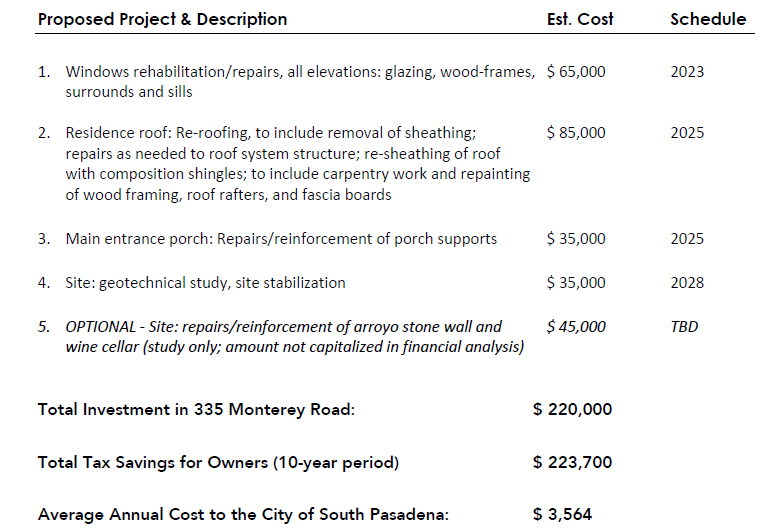 Proposed Project & Description Est. Cost Schedule
1. Windows rehabilitation/repairs, all elevations: glazing, wood-frames, $ 65,000 2023
surrounds and sills
2. Residence roof: Re-roofing, to include removal of sheathing; $ 85,000 2025
repairs as needed to roof system structure; re-sheathing of roof
with composition shingles; to include carpentry work and repainting
of wood framing, roof rafters, and fascia boards
3. Main entrance porch: Repairs/reinforcement of porch supports $ 35,000 2025
4. Site: geotechnical study, site stabilization $ 35,000 2028
5. OPTIONAL - Site: repairs/reinforcement of arroyo stone wall and $ 45,000 TBD
wine cellar (study only; amount not capitalized in financial analysis)
Total Investment in 335 Monterey Road: $ 220,000
Total Tax Savings for Owners (10-year period) $ 223,700
Average Annual Cost to the City of South Pasadena: $ 3,564